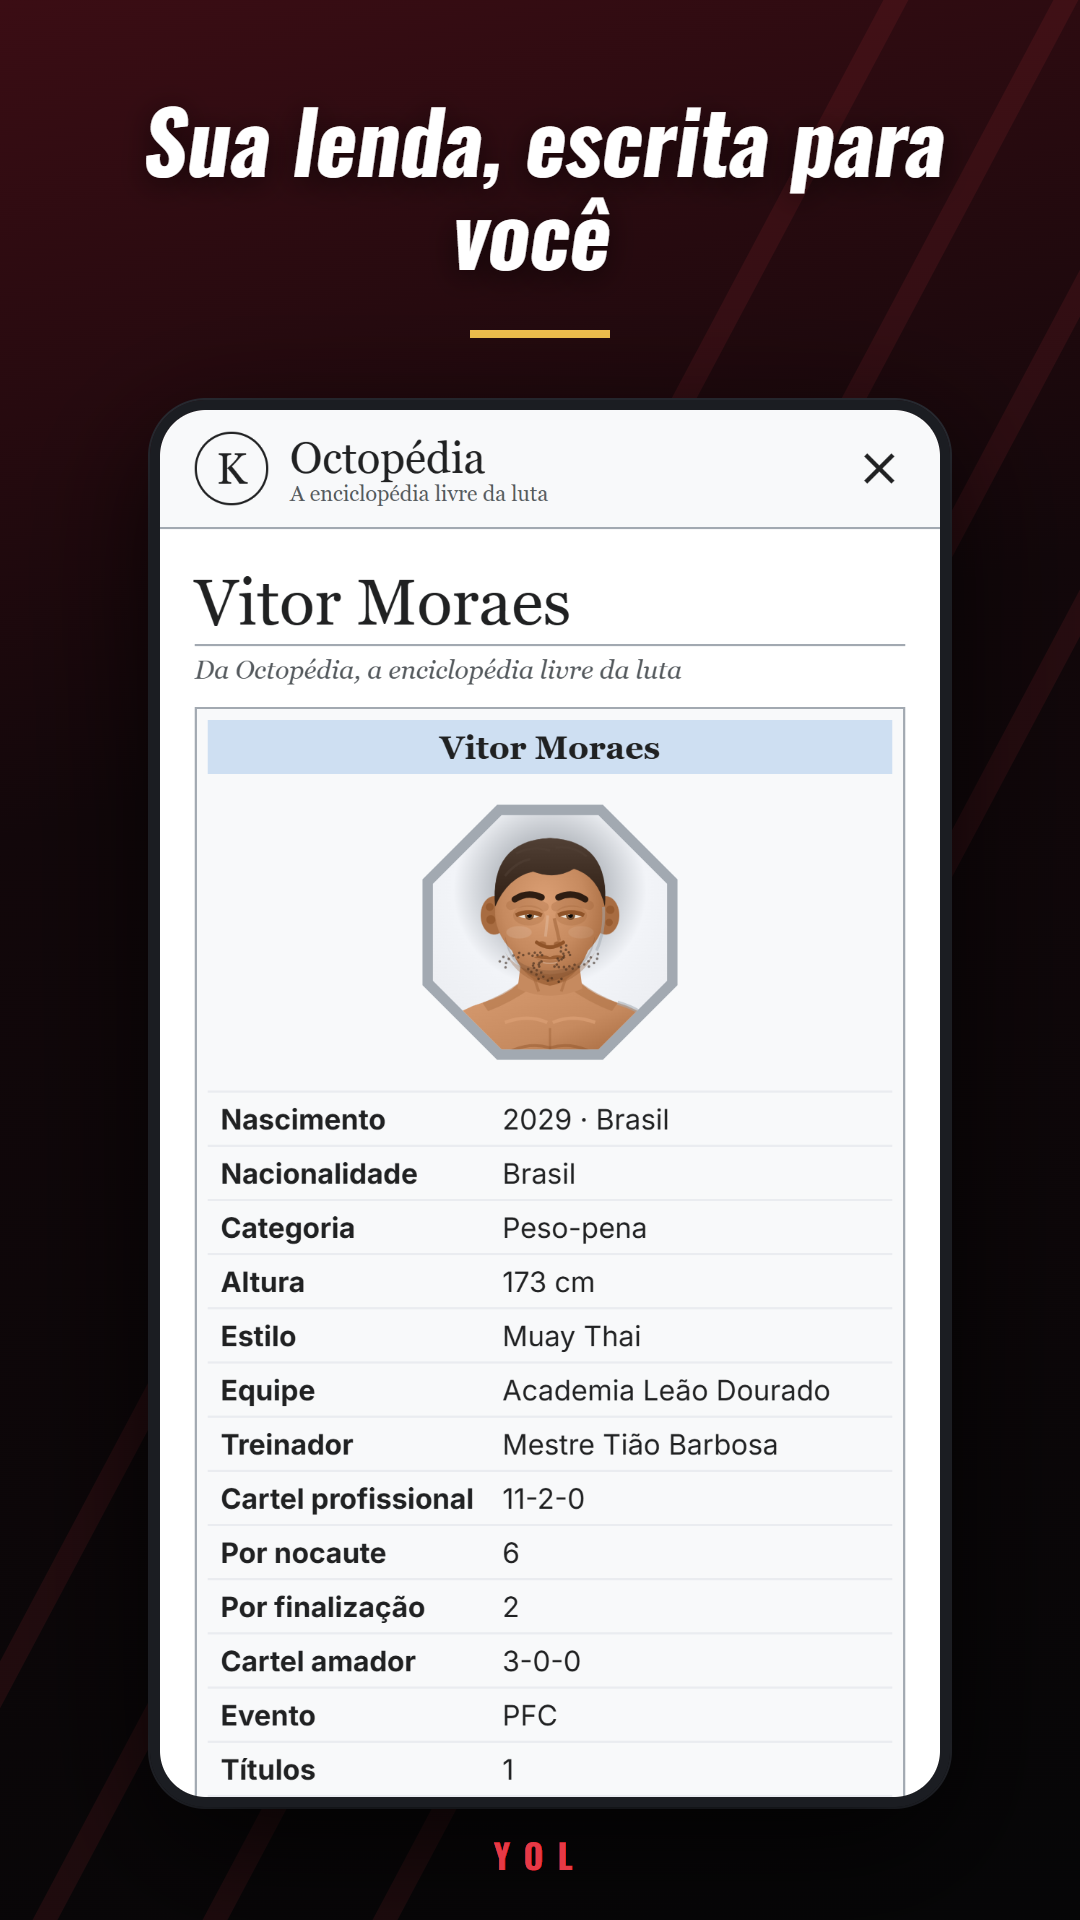 Sua lenda, escrita para
você
K
Octopédia
A enciclopédia livre da luta
Vitor Moraes
Da Octopédia, a enciclopédia livre da luta
Vitor Moraes
Nascimento 2029 · Brasil
Nacionalidade Brasil
Categoria Peso-pena
Altura 173 cm
Estilo Muay Thai
Equipe Academia Leão Dourado
Treinador Mestre Tião Barbosa
Cartel profissional 11-2-0
Por nocaute 6
Por finalização 2
Cartel amador 3-0-0
Evento PFC
Títulos 1
YOL